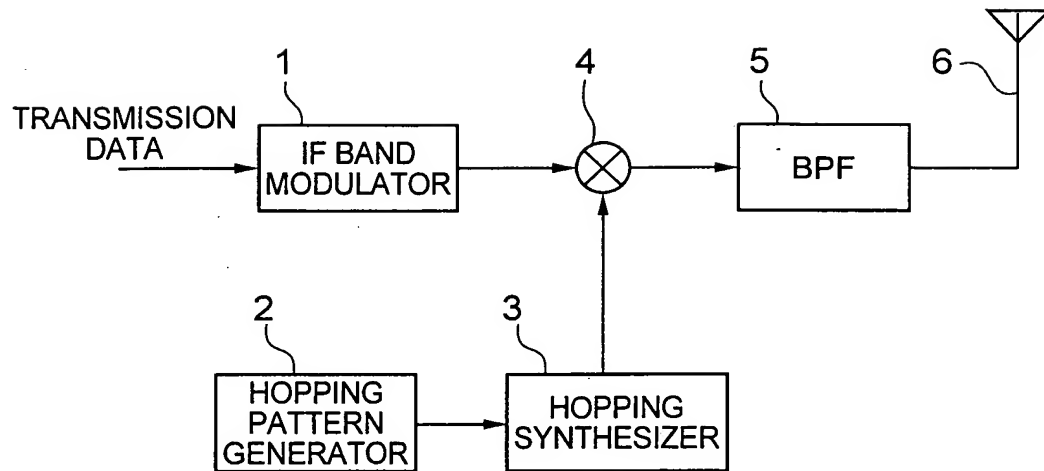 1
4
5
6
TRANSMISSION
DATA
IF BAND
MODULATOR
BPF
2
3
HOPPING
PATTERN
GENERATOR
HOPPING
SYNTHESIZER